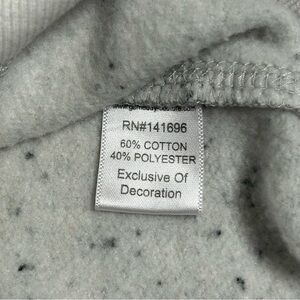 RN#141696
60% COTTON
40% POLYESTER
Exclusive Of
Decoration